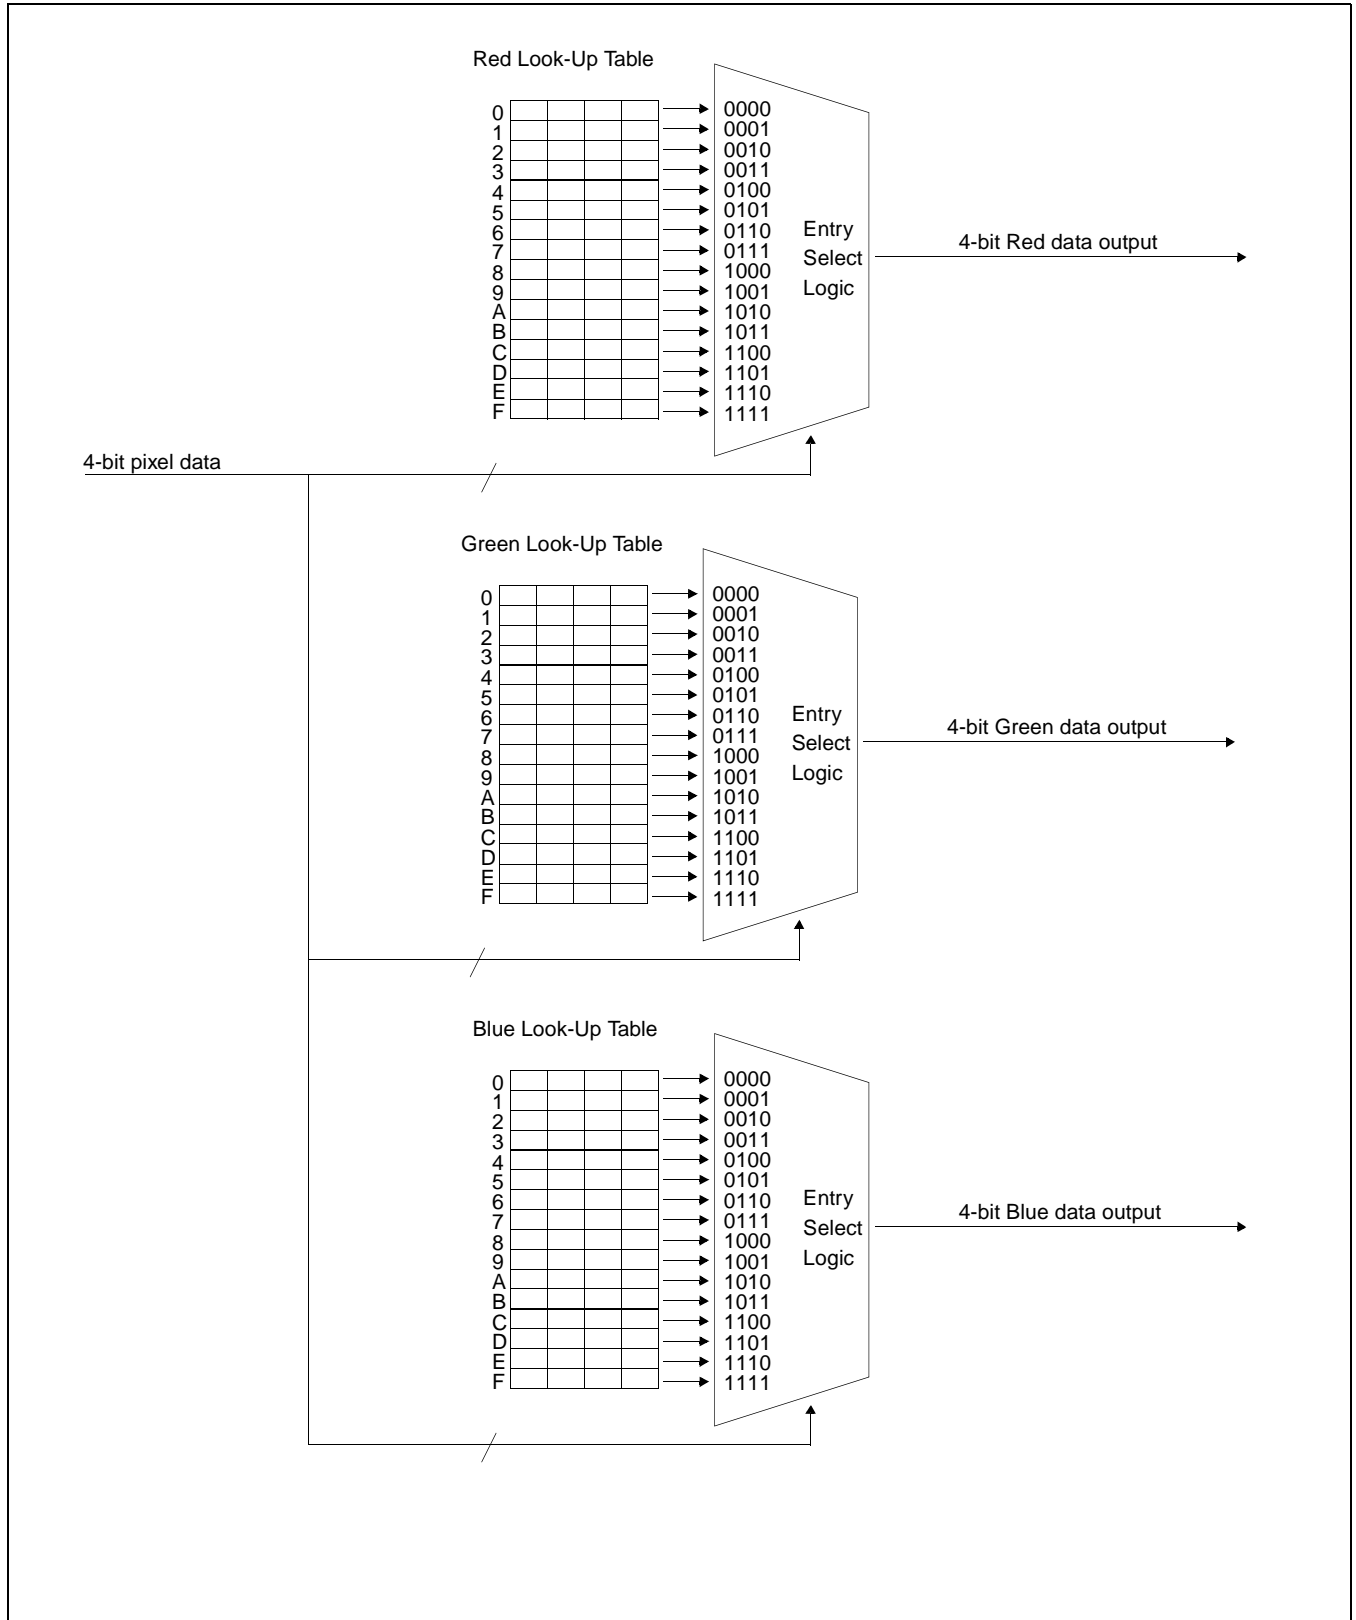 Red Look-Up Table
0 0000
1 0001
2 0010
3 0011
4 0100
5 0101
6 0110
7 0111
8 1000
9 1001
A 1010
B 1011
C 1100
D 1101
E 1110
F 1111
Entry
Select
Logic
4-bit Red data output
4-bit pixel data
Green Look-Up Table
0 0000
1 0001
2 0010
3 0011
4 0100
5 0101
6 0110
7 0111
8 1000
9 1001
A 1010
B 1011
C 1100
D 1101
E 1110
F 1111
Entry
Select
Logic
4-bit Green data output
Blue Look-Up Table
0 0000
1 0001
2 0010
3 0011
4 0100
5 0101
6 0110
7 0111
8 1000
9 1001
A 1010
B 1011
C 1100
D 1101
E 1110
F 1111
Entry
Select
Logic
4-bit Blue data output